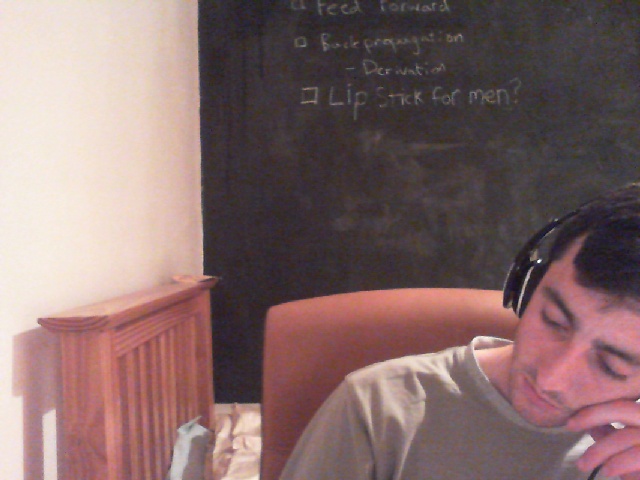 Feed Forward
Backpropagation
- Derivation
Lip Stick for men?